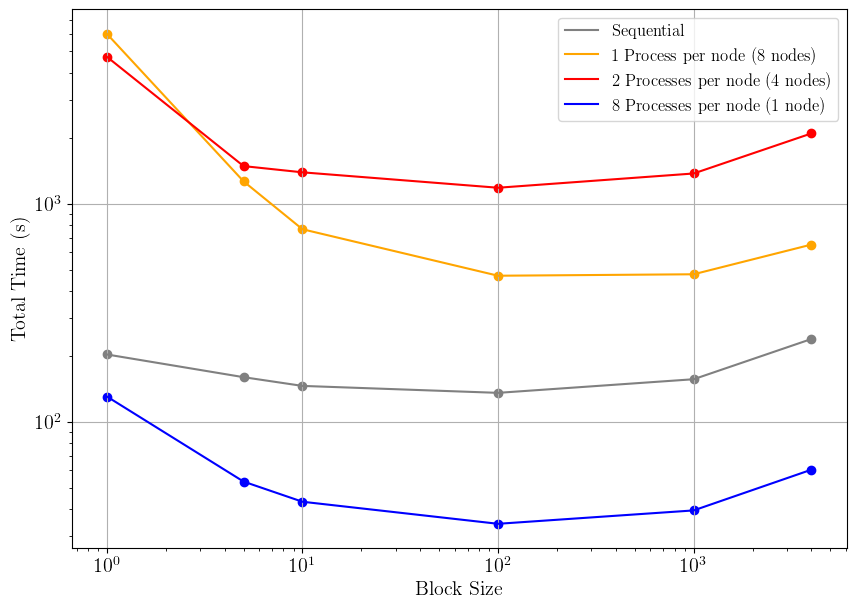 Sequential
1 Process per node (8 nodes)
2 Processes per node (4 nodes)
8 Processes per node (1 node)
10³
10²
Total Time (s)
10⁰ 10¹ 10² 10³
Block Size